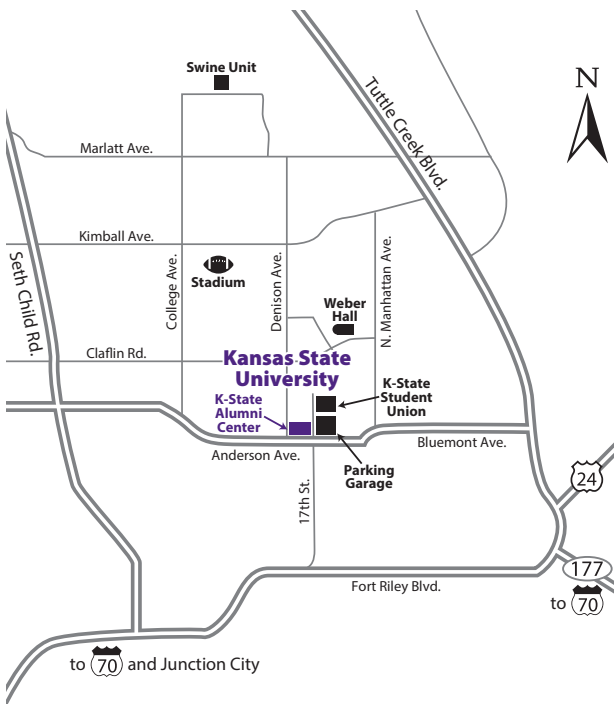 Swine Unit
N
Tuttle Creek Blvd.
Marlatt Ave.
Kimball Ave.
Seth Child Rd.
College Ave.
Stadium
Denison Ave.
N. Manhattan Ave.
Weber
Hall
Claflin Rd.
Kansas State
University
K-State
Alumni
Center
K-State
Student
Union
Anderson Ave.
Bluemont Ave.
Parking
Garage
17th St.
24
177
Fort Riley Blvd.
to 70
to 70 and Junction City